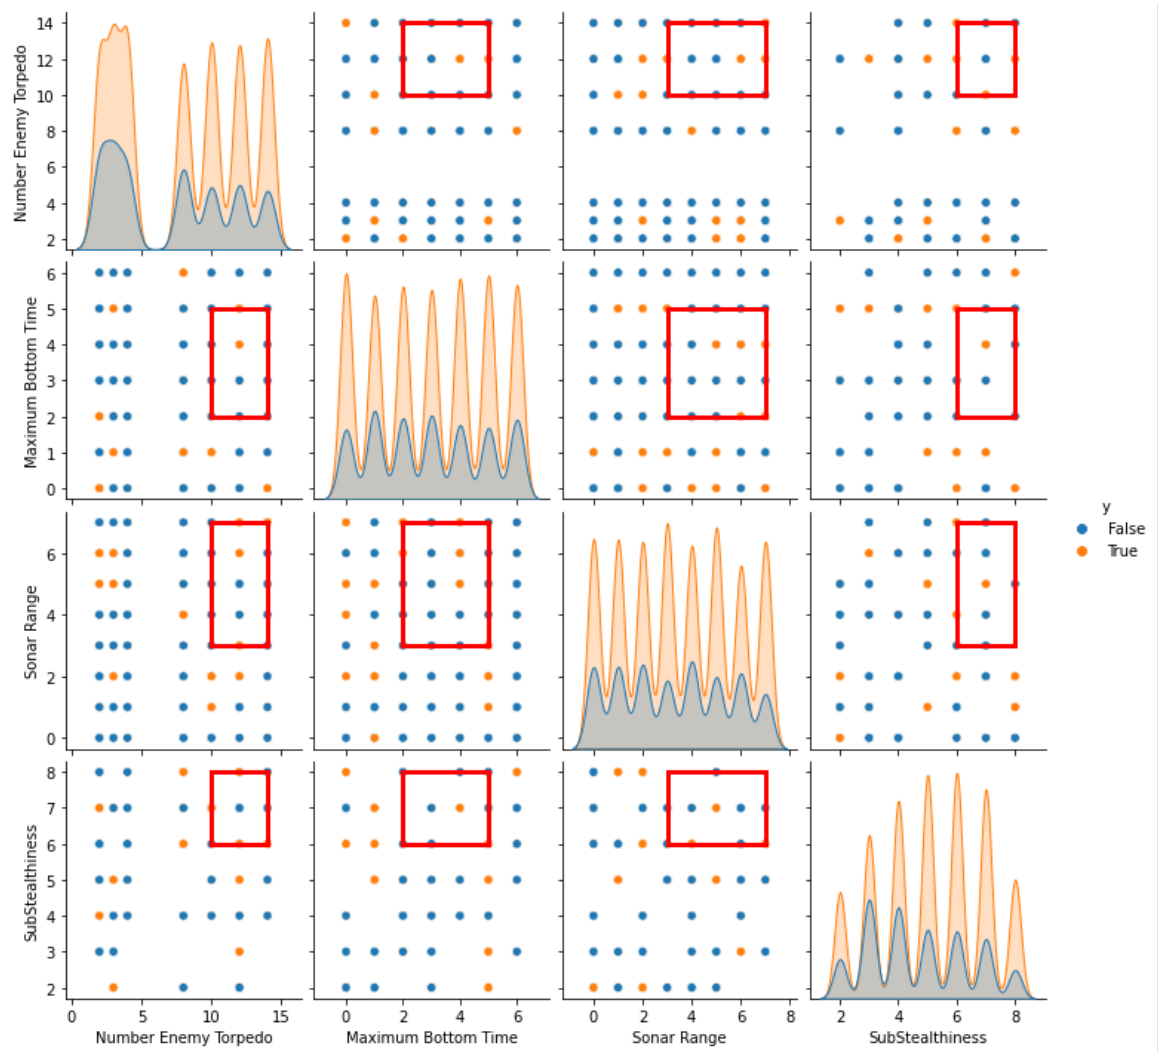 14
12
10
8
6
4
2
Number Enemy Torpedo
6
5
4
3
2
1
0
Maximum Bottom Time
6
4
2
0
Sonar Range
8
7
6
5
4
3
2
SubStealthiness
0 5 10 15
Number Enemy Torpedo
0 2 4 6
Maximum Bottom Time
0 2 4 6 8
Sonar Range
2 4 6 8
SubStealthiness
y
False
True